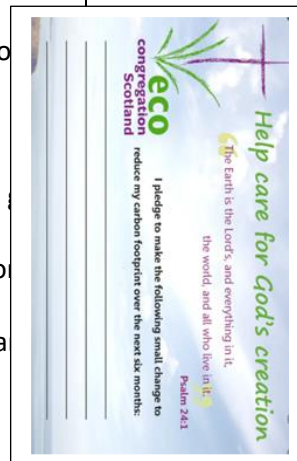 Help care for God's creation
“The Earth is the Lord's, and everything in it,
the world, and all who live in it.”
Psalm 24:1
eco
congregation
Scotland
I pledge to make the following small change to
reduce my carbon footprint over the next six months: